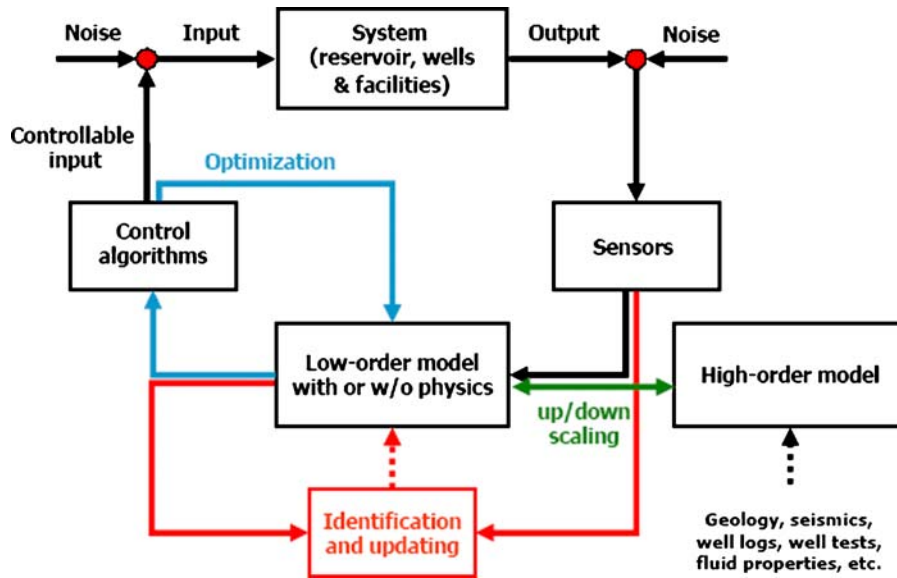 Noise
Input
System
(reservoir, wells
& facilities)
Output
Noise
Controllable
input
Optimization
Control
algorithms
Sensors
Low-order model
with or w/o physics
High-order model
up/down
scaling
Identification
and updating
Geology, seismics,
well logs, well tests,
fluid properties, etc.